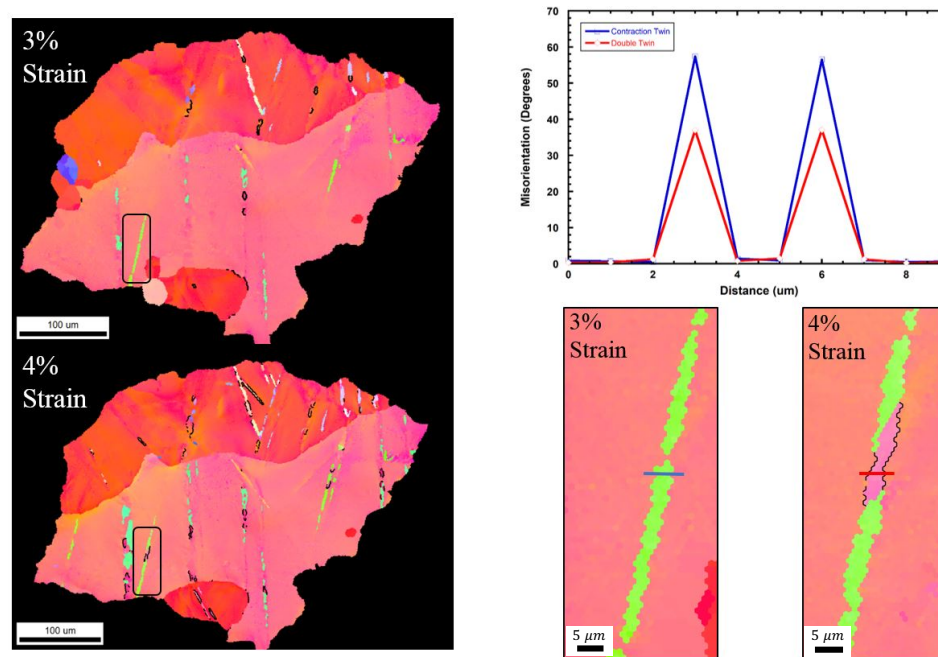 3%
Strain
100 um
4%
Strain
100 um
70
60
50
40
30
20
10
0
Misorientation (Degrees)
Contraction Twin
Double Twin
0 2 4 6 8
Distance (um)
3%
Strain
5 μm
4%
Strain
5 μm